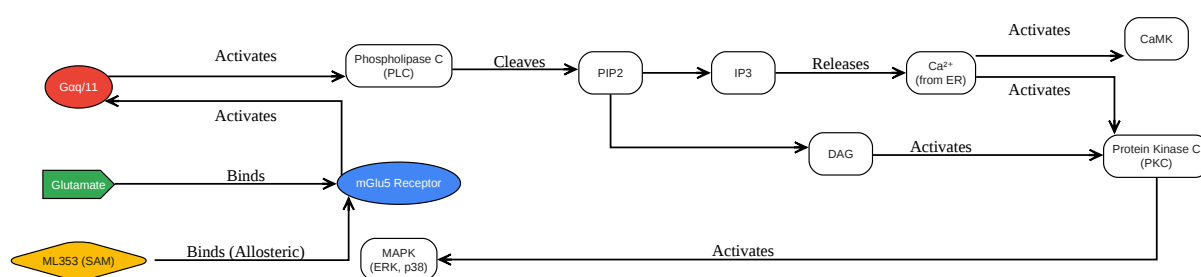 Activates
Phospholipase C
(PLC)
Cleaves
PIP2
IP3
Releases
Ca²⁺
(from ER)
Activates
CaMK
Gαq/11
Activates
Activates
DAG
Activates
Protein Kinase C
(PKC)
Glutamate
Binds
mGlu5 Receptor
ML353 (SAM)
Binds (Allosteric)
MAPK
(ERK, p38)
Activates